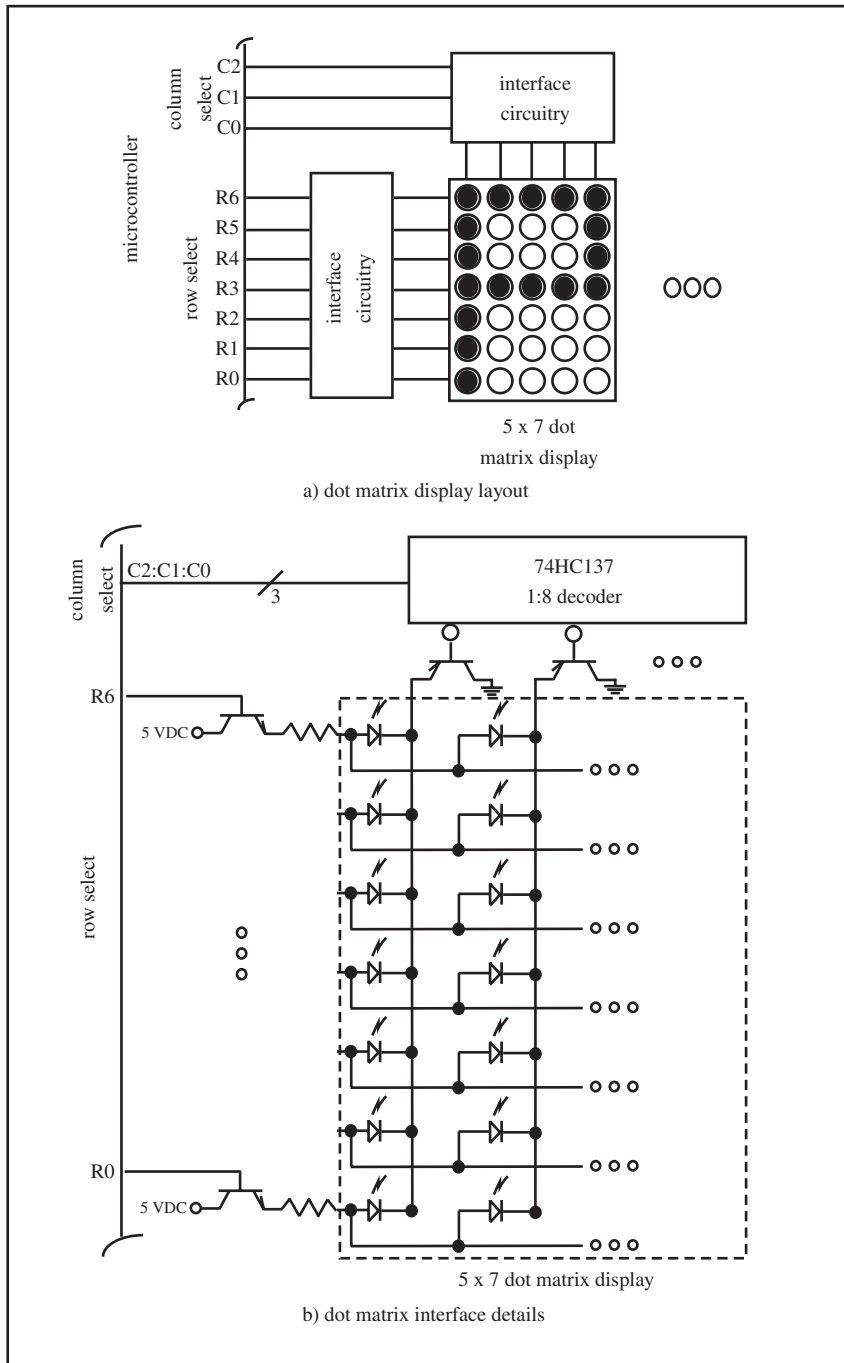 microcontroller
column
select
C2
C1
C0
interface
circuitry
row select
R6
R5
R4
R3
R2
R1
R0
interface
circuitry
5 x 7 dot
matrix display
a) dot matrix display layout
column
select
C2:C1:C0
3
74HC137
1:8 decoder
R6
5 VDC
row select
R0
5 VDC
5 x 7 dot matrix display
b) dot matrix interface details